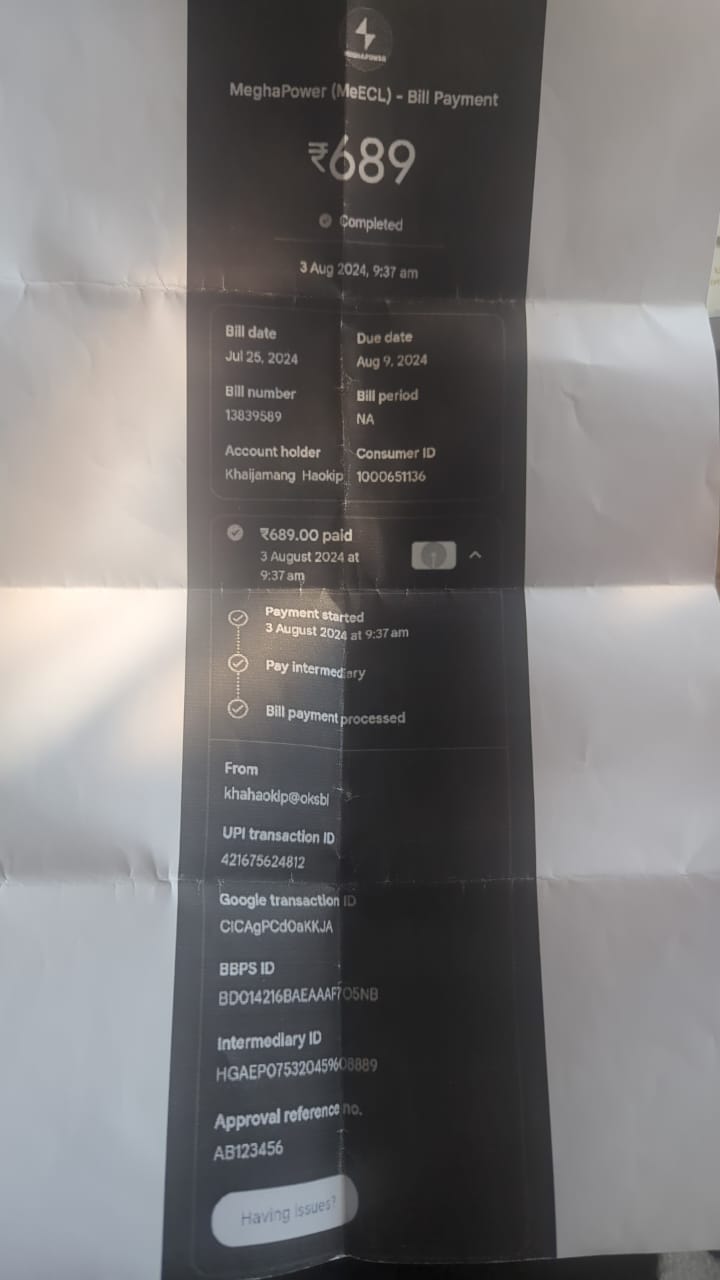 MEGHAPOWER
MeghaPower (MeECL) - Bill Payment
₹689
Completed
3 Aug 2024, 9:37 am
Bill date
Jul 25, 2024
Due date
Aug 9, 2024
Bill number
13839589
Bill period
NA
Account holder
Khaijamang Haokip
Consumer ID
1000651136
₹689.00 paid
3 August 2024 at
9:37 am
Payment started
3 August 2024 at 9:37 am
Pay intermediary
Bill payment processed
From
khahaokip@oksbi
UPI transaction ID
421675624812
Google transaction ID
CICAgPCdOaKKJA
BBPS ID
BD014216BAEAAAF7O5NB
Intermediary ID
HGAEP075320459608889
Approval reference no.
AB123456
Having issues?